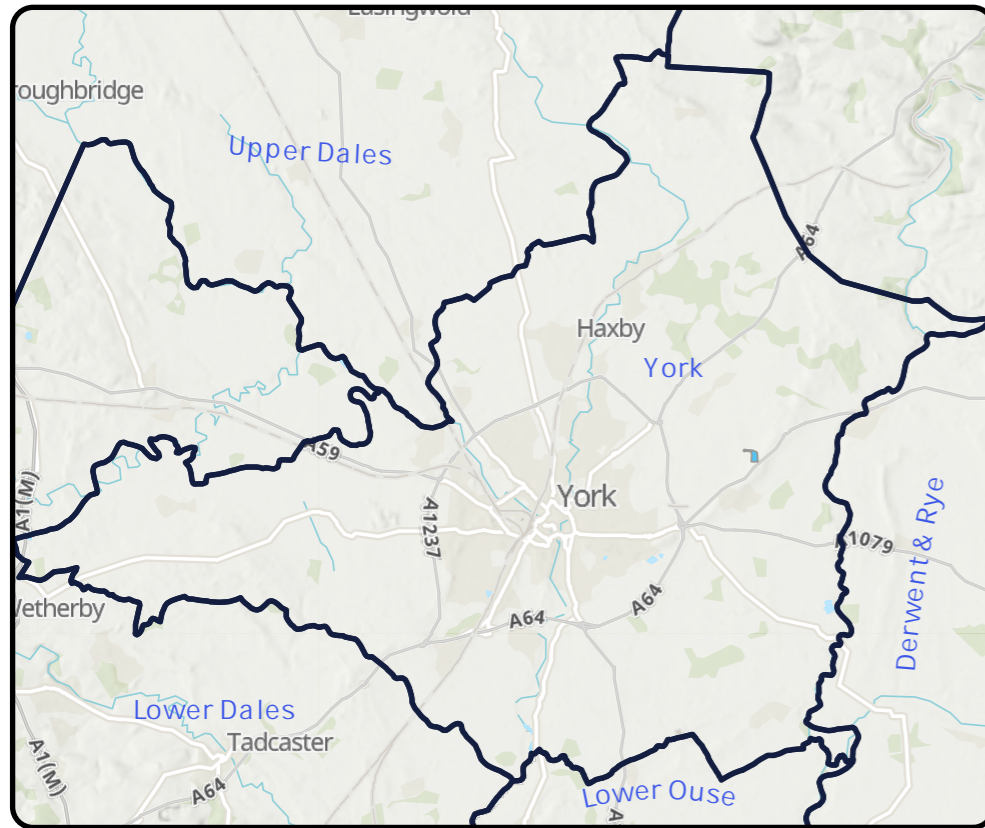 Easingwold
roughbridge
Upper Dales
A64
Haxby
York
A59
York
A1(M)
A1237
A1079
Derwent & Rye
Wetherby
A64
A64
Lower Dales
Tadcaster
A1(M)
A64
Lower Ouse
A